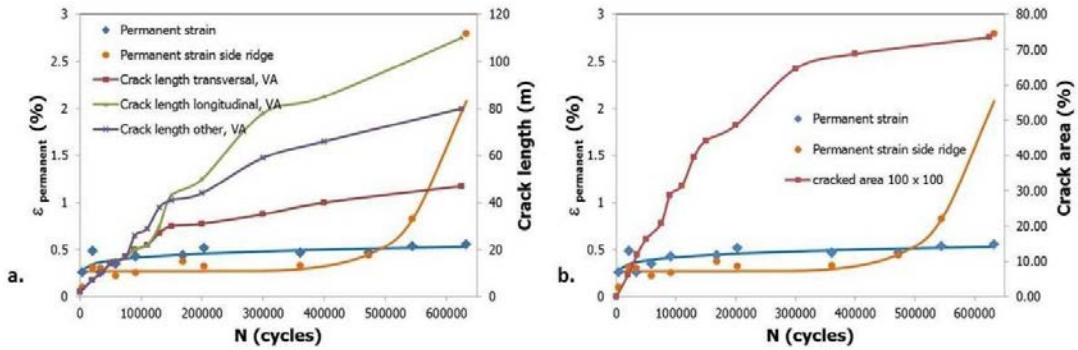 3
2.5
2
1.5
1
0.5
0
ε permanent (%)
Permanent strain
Permanent strain side ridge
Crack length transversal, VA
Crack length longitudinal, VA
Crack length other, VA
120
100
80
60
40
20
0
Crack length (m)
0 100000 200000 300000 400000 500000 600000
N (cycles)
a.
3
2.5
2
1.5
1
0.5
0
ε permanent (%)
Permanent strain
Permanent strain side ridge
cracked area 100 x 100
80.00
70.00
60.00
50.00
40.00
30.00
20.00
10.00
0.00
Crack area (%)
0 100000 200000 300000 400000 500000 600000
N (cycles)
b.